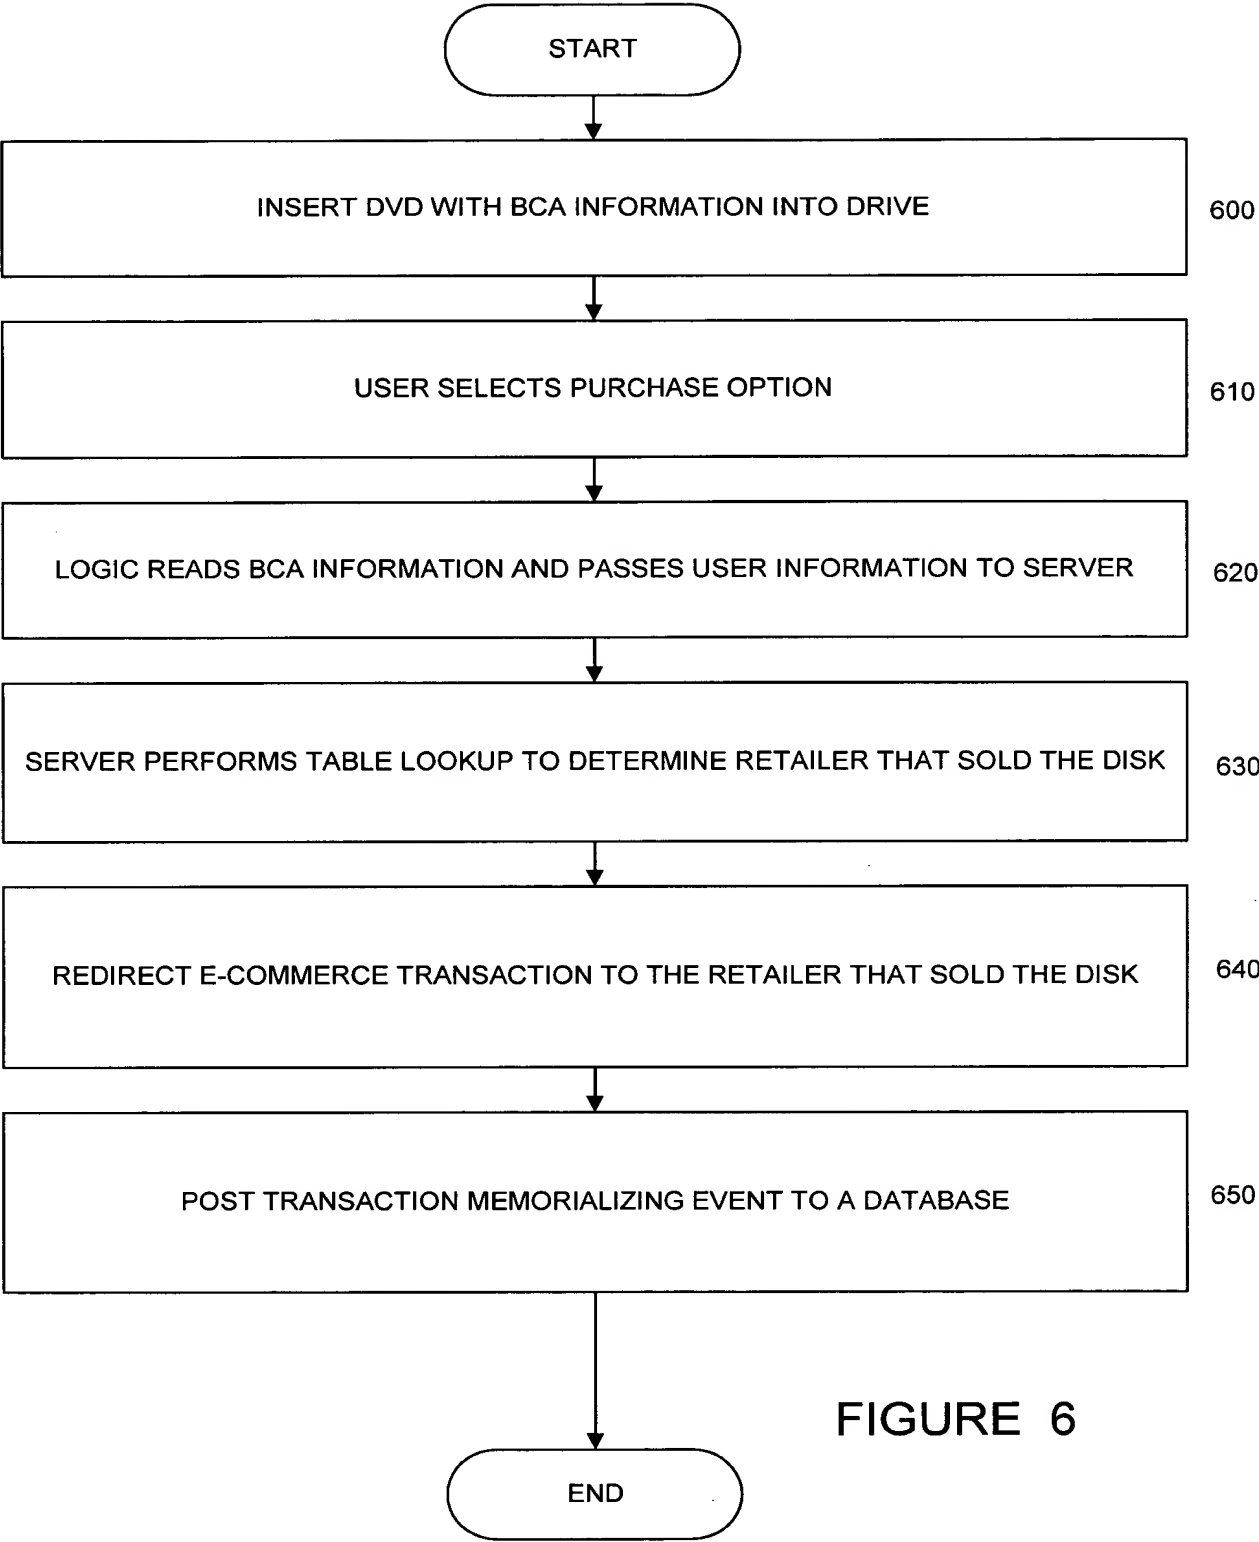 START
INSERT DVD WITH BCA INFORMATION INTO DRIVE
600
USER SELECTS PURCHASE OPTION
610
LOGIC READS BCA INFORMATION AND PASSES USER INFORMATION TO SERVER
620
SERVER PERFORMS TABLE LOOKUP TO DETERMINE RETAILER THAT SOLD THE DISK
630
REDIRECT E-COMMERCE TRANSACTION TO THE RETAILER THAT SOLD THE DISK
640
POST TRANSACTION MEMORIALIZING EVENT TO A DATABASE
650
FIGURE 6
END